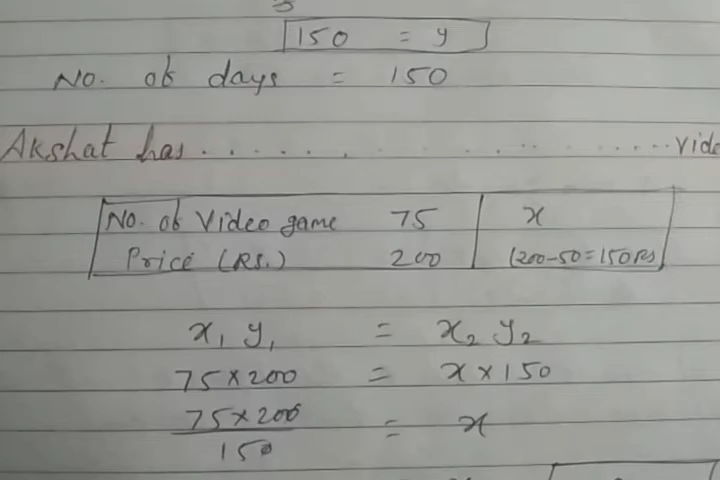 150 = y
No. of days = 150
Akshat has . . . . . . . . . . . . . . . . . vide
No. of Video game 75 x
Price (Rs.) 200 (200-50=150Rs)
x₁ y₁ = x₂ y₂
75×200 = x×150
75×200
= x
150